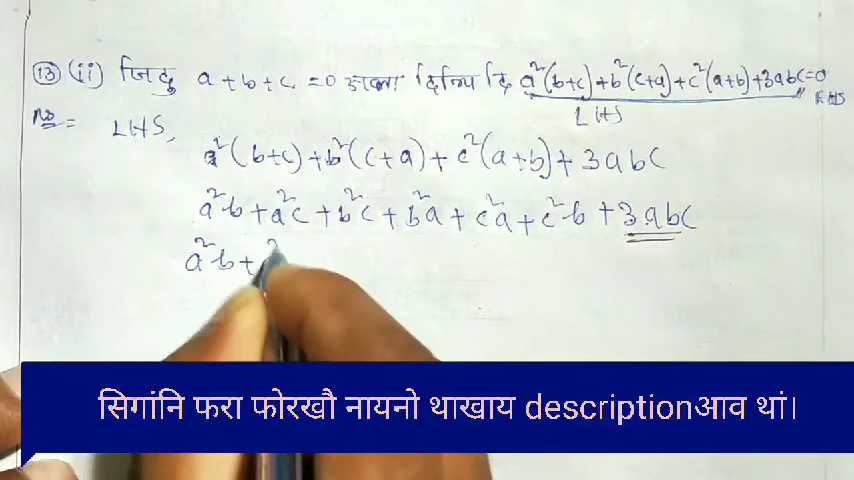 (13) (ii) जिदु a + b + c = 0 अब्ला दिन्थि दि a²(b+c) + b²(c+a) + c²(a+b) + 3abc = 0
LHS RHS
= LHS,
a²(b+c) + b²(c+a) + c²(a+b) + 3abc
a²b + a²c + b²c + b²a + c²a + c²b + 3abc
a²b +
सिगांनि फरा फोरखौ नायनो थाखाय descriptionआव थां।